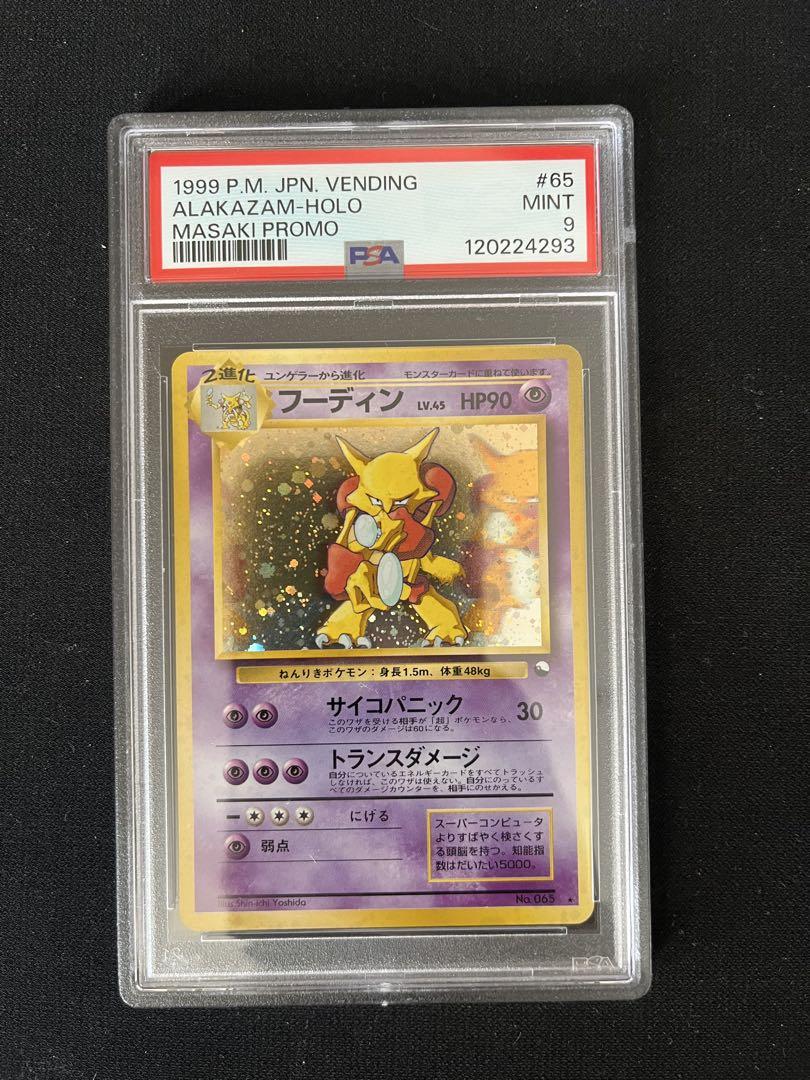 1999 P.M. JPN. VENDING #65
ALAKAZAM-HOLO MINT
MASAKI PROMO 9
PSA 120224293
2進化 ユンゲラーから進化 モンスターカードに重ねて使います。
フーディン LV.45 HP90
ねんりきポケモン:身長1.5m、体重48kg
サイコパニック 30
このワザを受ける相手が「超」ポケモンなら、
このワザのダメージは60になる。
トランスダメージ
自分についているエネルギーカードをすべてトラッシュ
しなければ、このワザは使えない。自分にのっているす
べてのダメージカウンターを、相手にのせかえる。
にげる
弱点
スーパーコンピュータ
よりすばやく検さくす
る頭脳を持つ。知能指
数はだいたい5000。
Illus.Shin-ichi Yoshida No.065 ★
PSA